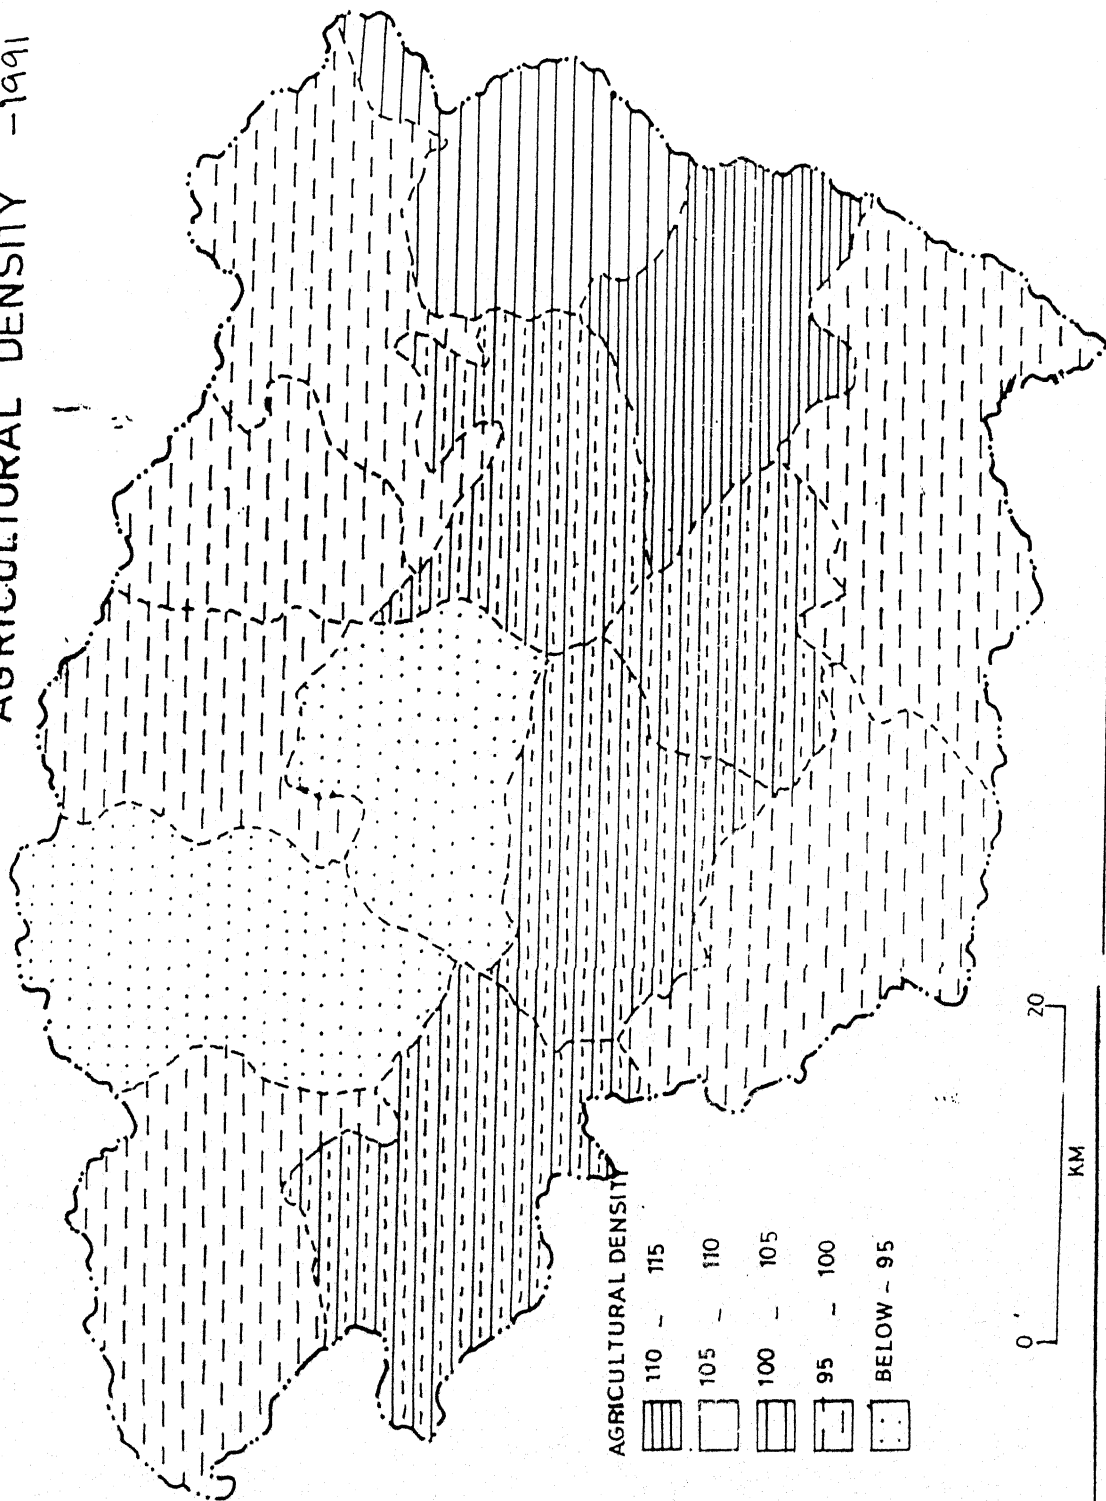 AGRICULTURAL DENSITY -1991
AGRICULTURAL DENSITY
110 - 115
105 - 110
100 - 105
95 - 100
BELOW - 95
0 20
KM